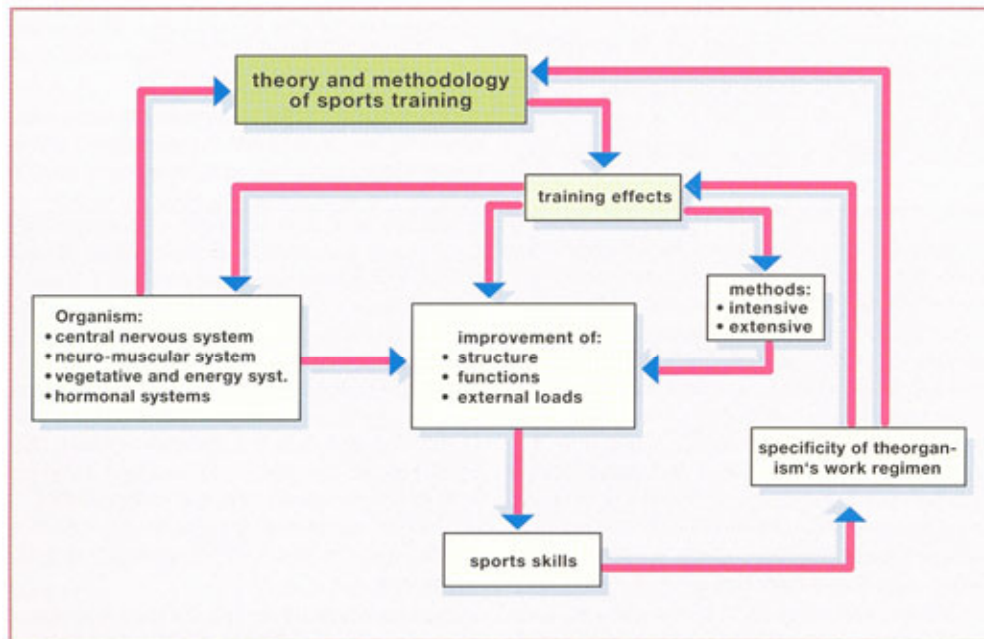 theory and methodology
of sports training
training effects
methods:
• intensive
• extensive
Organism:
• central nervous system
• neuro-muscular system
• vegetative and energy syst.
• hormonal systems
improvement of:
• structure
• functions
• external loads
specificity of theorgan-
ism's work regimen
sports skills